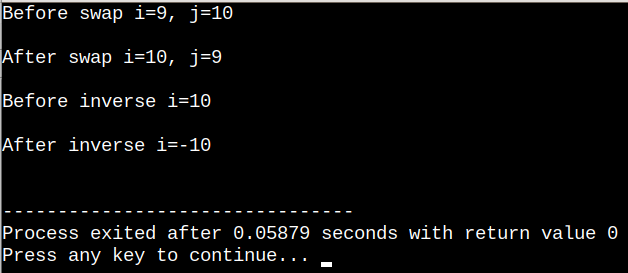 Before swap i=9, j=10
After swap i=10, j=9
Before inverse i=10
After inverse i=-10
--------------------------------
Process exited after 0.05879 seconds with return value 0
Press any key to continue...